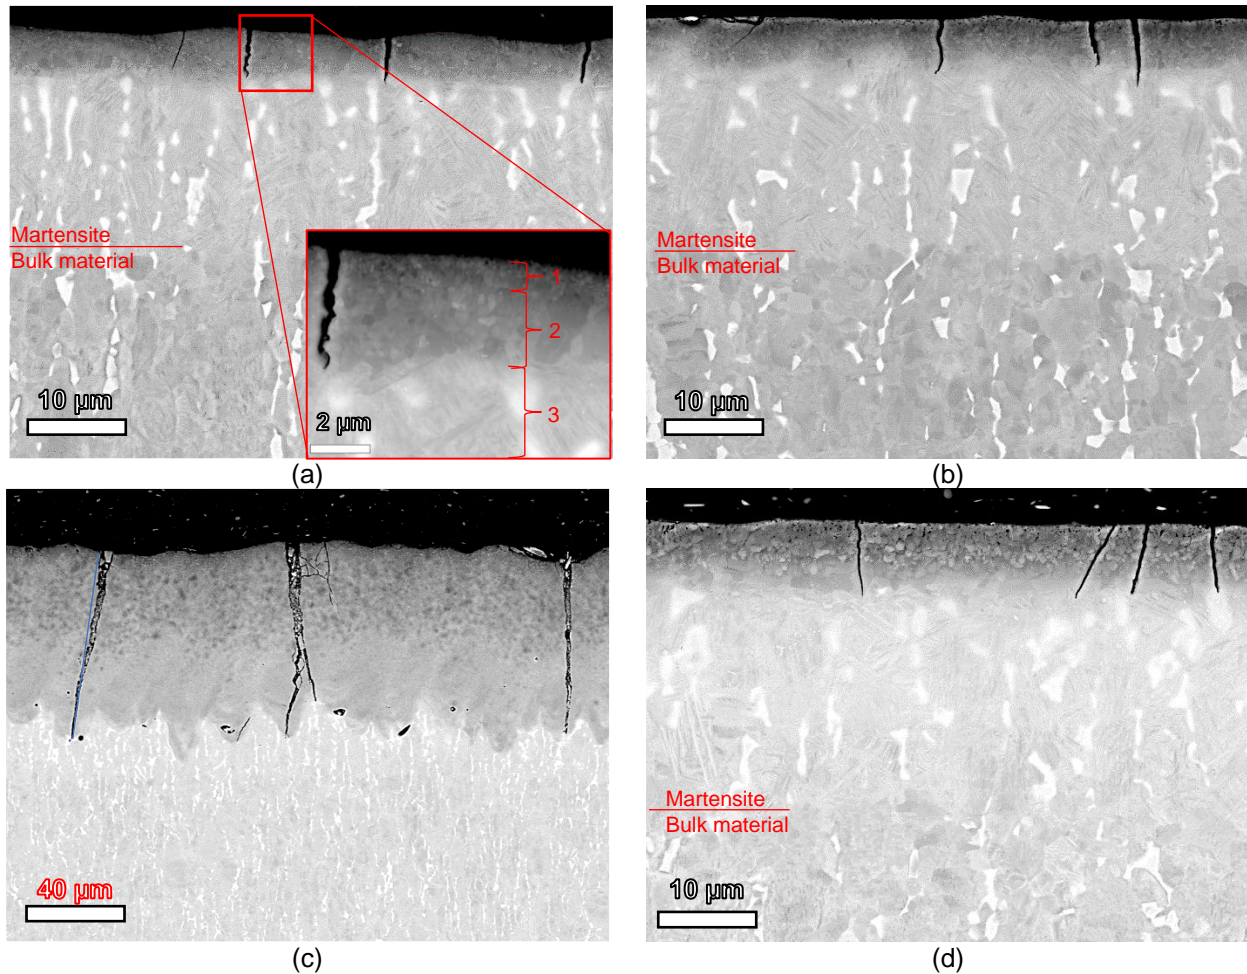 Martensite
Bulk material
1
2
3
2 μm
10 μm
(a)
Martensite
Bulk material
10 μm
(b)
40 μm
(c)
Martensite
Bulk material
10 μm
(d)